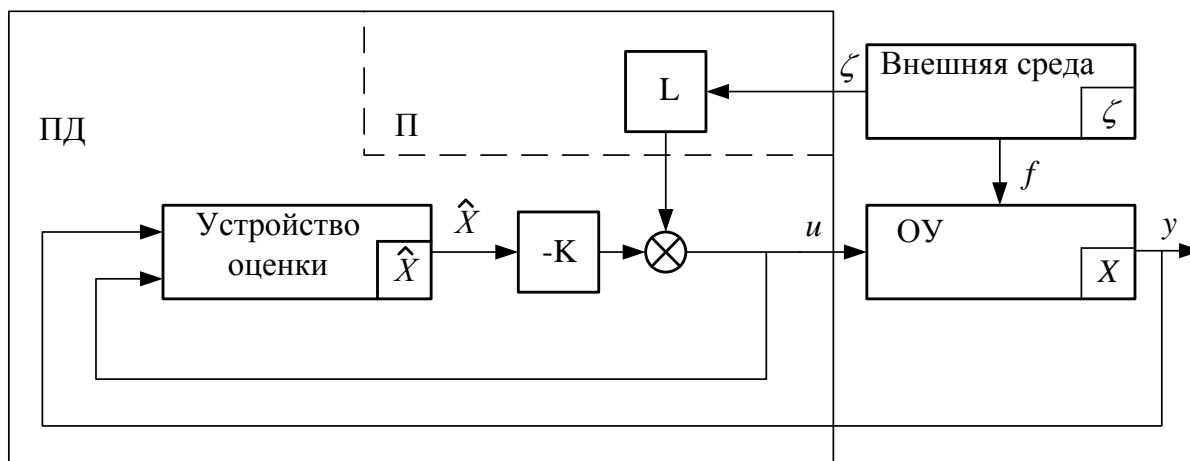 ζ
Внешняя среда
L
ζ
ПД
П
f
Устройство
оценки
X̂
X̂
-K
u
ОУ
X
y